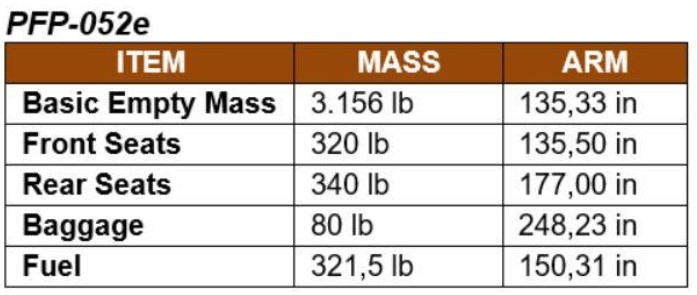 PFP-052e
ITEM MASS ARM
Basic Empty Mass 3.156 lb 135,33 in
Front Seats 320 lb 135,50 in
Rear Seats 340 lb 177,00 in
Baggage 80 lb 248,23 in
Fuel 321,5 lb 150,31 in